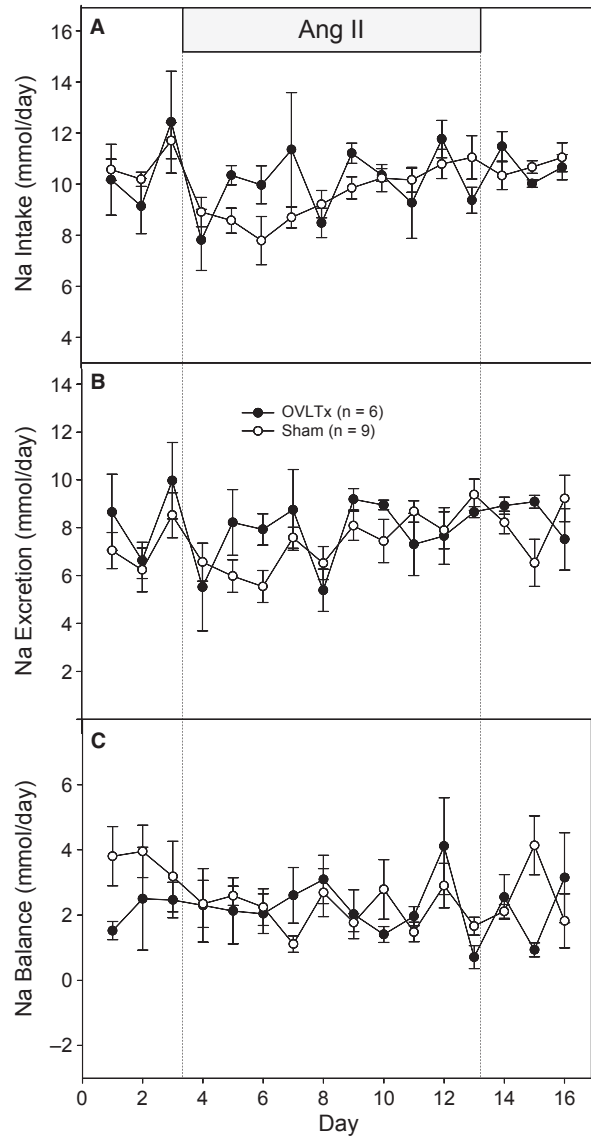 A
Ang II
Na Intake (mmol/day)
16
14
12
10
8
6
4
B
OVLTx (n = 6)
Sham (n = 9)
Na Excretion (mmol/day)
14
12
10
8
6
4
2
C
Na Balance (mmol/day)
6
4
2
0
–2
0 2 4 6 8 10 12 14 16
Day